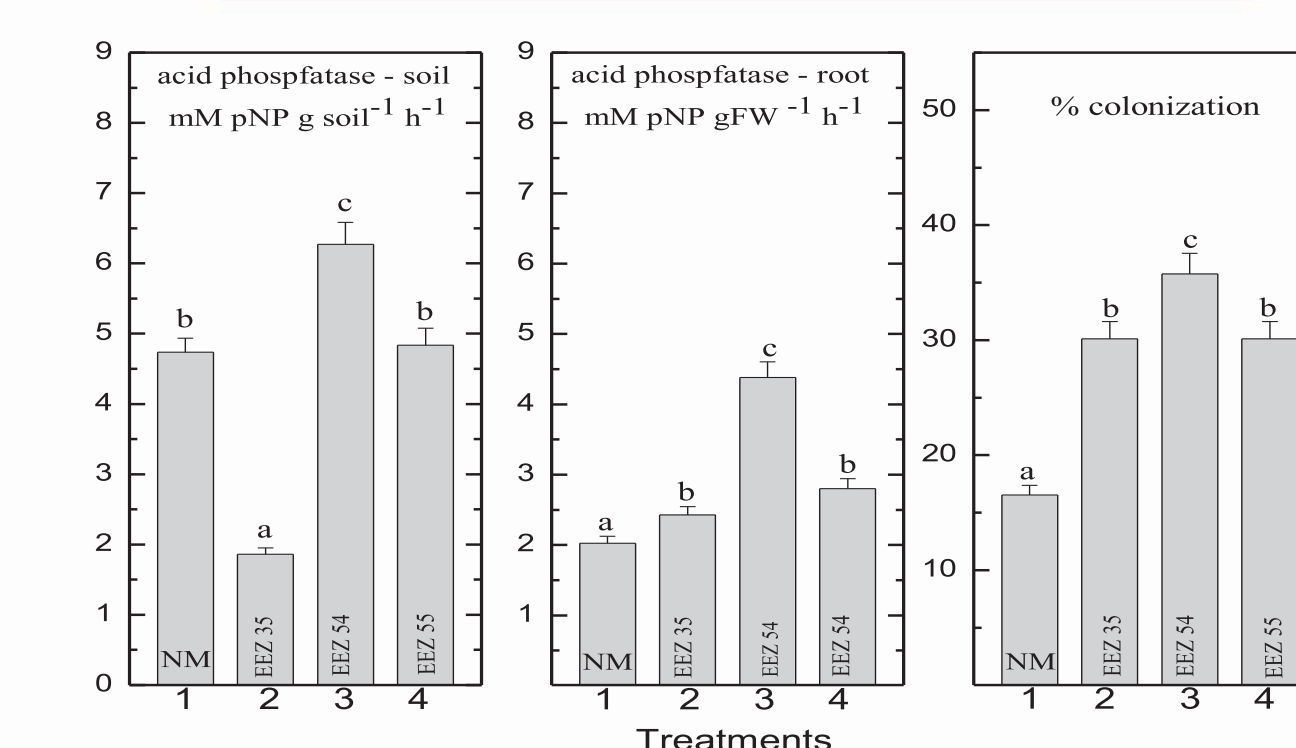 acid phospfatase - soil
mM pNP g soil-1 h-1
9
8
7
6
5
4
3
2
1
0
b
a
c
b
NM
EEZ 35
EEZ 54
EEZ 55
1 2 3 4
acid phospfatase - root
mM pNP gFW -1 h-1
9
8
7
6
5
4
3
2
1
a
b
c
b
NM
EEZ 35
EEZ 54
EEZ 54
1 2 3 4
% colonization
50
40
30
20
10
a
b
c
b
NM
EEZ 35
EEZ 54
EEZ 55
1 2 3 4
Treatments